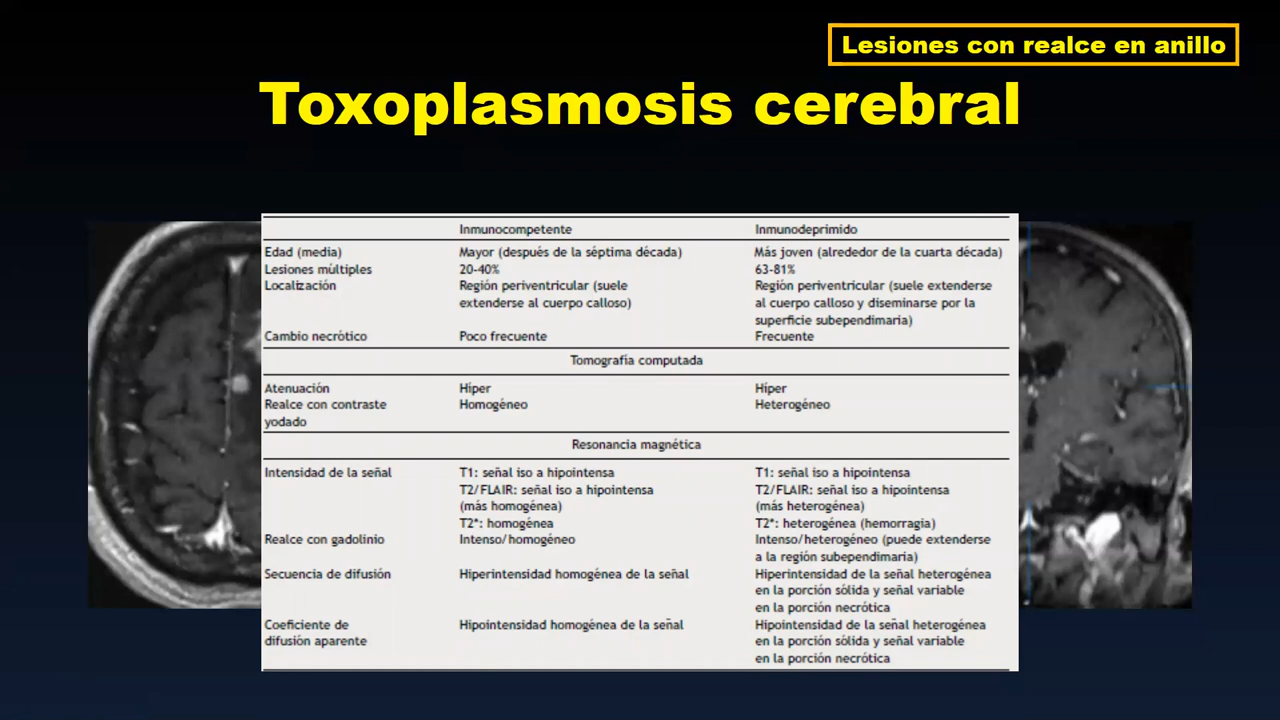 Lesiones con realce en anillo
Toxoplasmosis cerebral
Inmunocompetente Inmunodeprimido
Edad (media) Mayor (después de la séptima década) Más joven (alrededor de la cuarta década)
Lesiones múltiples 20-40% 63-81%
Localización Región periventricular (suele Región periventricular (suele extenderse
extenderse al cuerpo calloso) al cuerpo calloso y diseminarse por la
superficie subependimaria)
Cambio necrótico Poco frecuente Frecuente
Tomografía computada
Atenuación Híper Híper
Realce con contraste Homogéneo Heterogéneo
yodado
Resonancia magnética
Intensidad de la señal T1: señal iso a hipointensa T1: señal iso a hipointensa
T2/FLAIR: señal iso a hipointensa T2/FLAIR: señal iso a hipointensa
(más homogénea) (más heterogénea)
T2*: homogénea T2*: heterogénea (hemorragia)
Realce con gadolinio Intenso/homogéneo Intenso/heterogéneo (puede extenderse
a la región subependimaria)
Secuencia de difusión Hiperintensidad homogénea de la señal Hiperintensidad de la señal heterogénea
en la porción sólida y señal variable
en la porción necrótica
Coeficiente de Hipointensidad homogénea de la señal Hipointensidad de la señal heterogénea
difusión aparente en la porción sólida y señal variable
en la porción necrótica